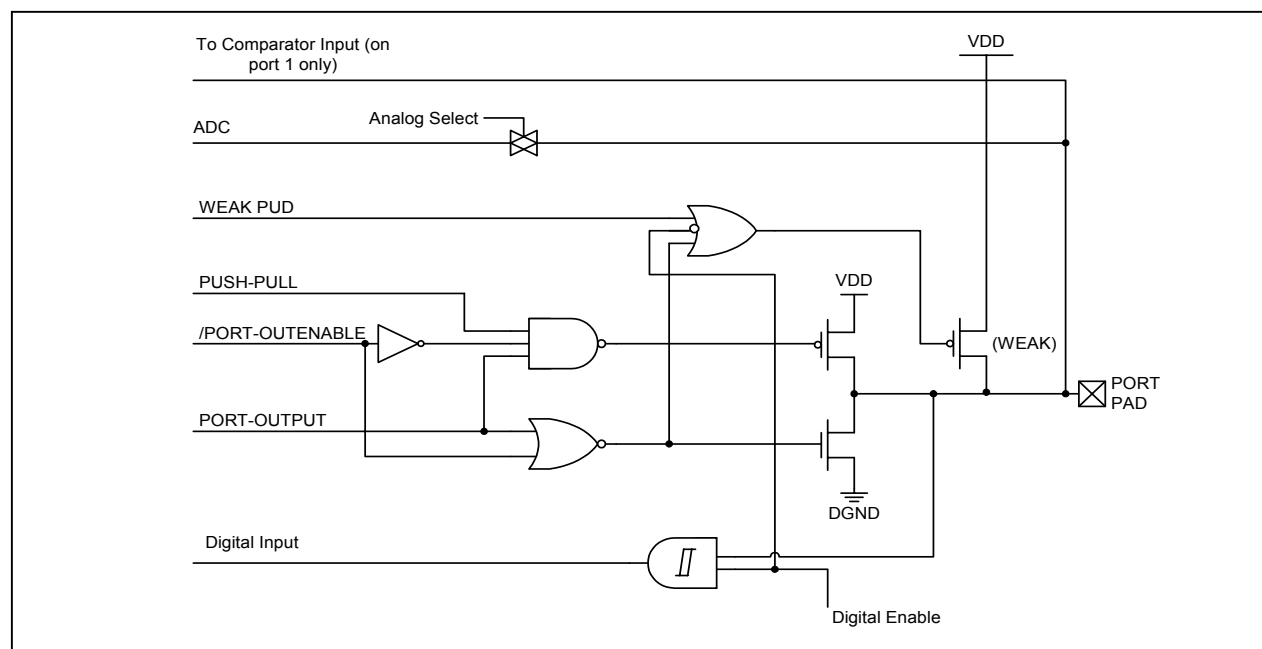 To Comparator Input (on
port 1 only)
VDD
Analog Select
ADC
WEAK PUD
PUSH-PULL
VDD
/PORT-OUTENABLE
(WEAK)
PORT
PAD
PORT-OUTPUT
DGND
Digital Input
Digital Enable